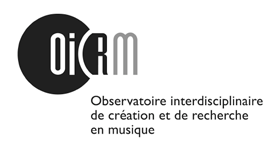 OiCRM
Observatoire interdisciplinaire
de création et de recherche
en musique